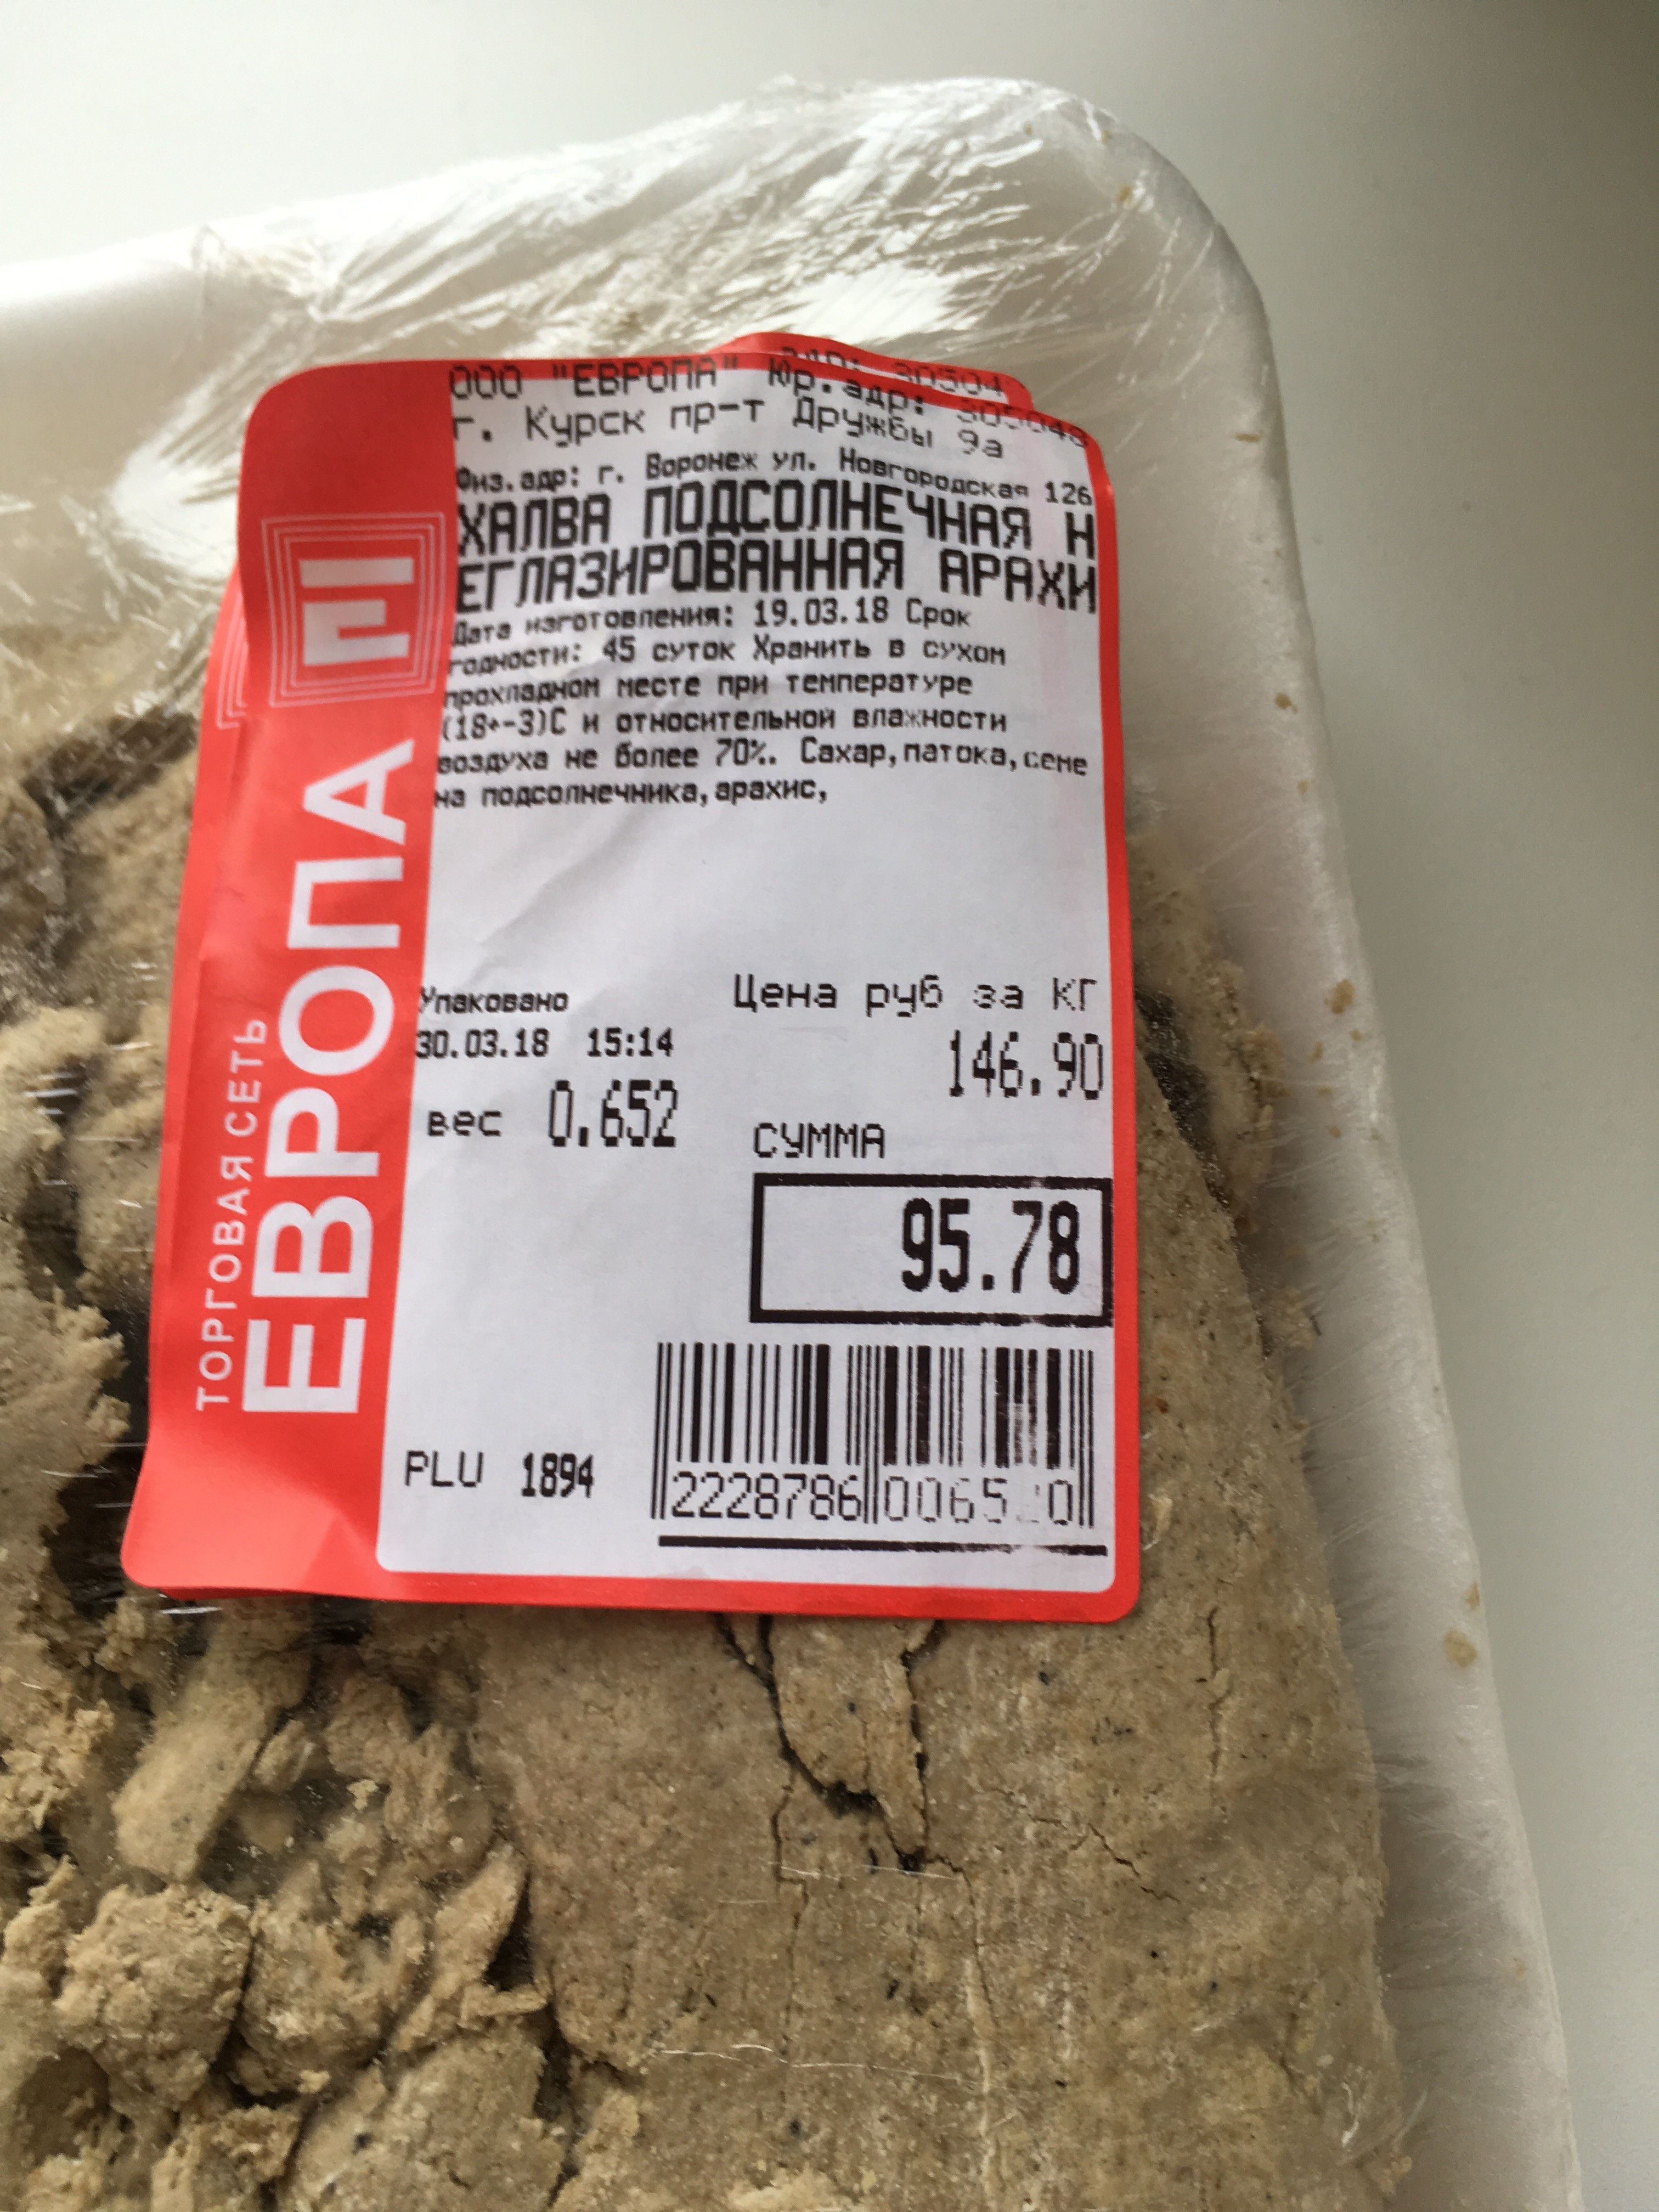 ООО "ЕВРОПА" Юр.адр: 305048
г. Курск пр-т Дружбы 9а
Физ.адр: г. Воронеж ул. Новгородская 126
ХАЛВА ПОДСОЛНЕЧНАЯ Н
ЕГЛАЗИРОВАННАЯ АРАХИ
Дата изготовления: 19.03.18 Срок
годности: 45 суток Хранить в сухом
прохладном месте при температуре
(18+-3)С и относительной влажности
воздуха не более 70%. Сахар,патока,семе
на подсолнечника,арахис,
Упаковано
30.03.18 15:14
вес 0.652
Цена руб за КГ
146.90
СУММА
95.78
PLU 1894
2228786
ТОРГОВАЯ СЕТЬ
ЕВРОПА